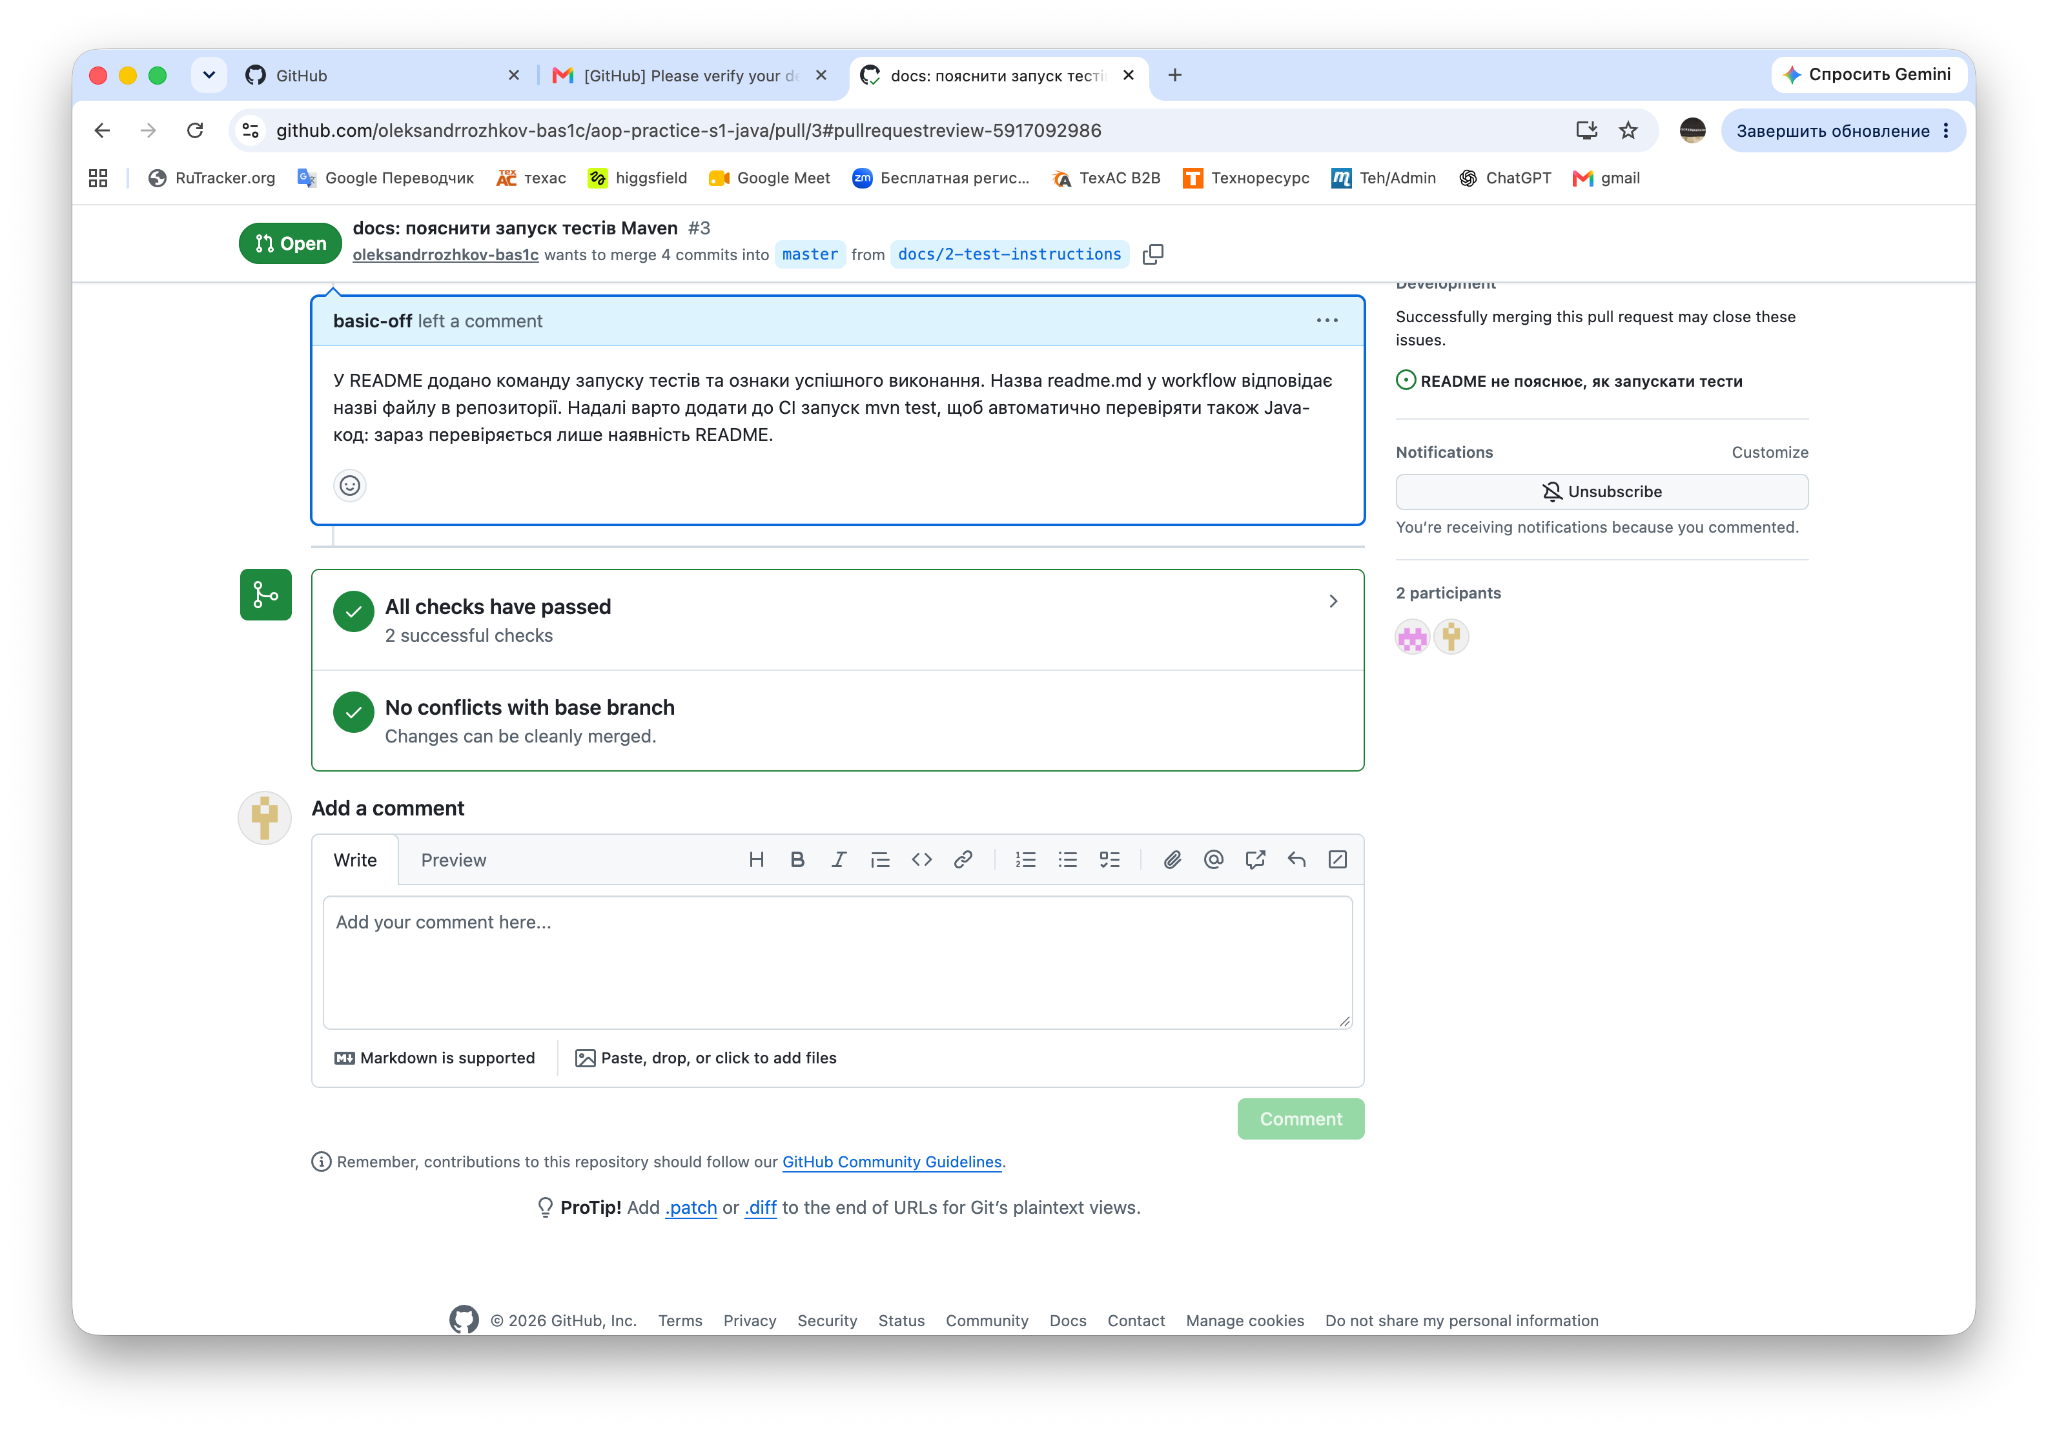 GitHub
[GitHub] Please verify your de
docs: пояснити запуск тесті
Спросить Gemini
github.com/oleksandrrozhkov-bas1c/aop-practice-s1-java/pull/3#pullrequestreview-5917092986
Завершить обновление
RuTracker.org
Google Переводчик
техас
higgsfield
Google Meet
Бесплатная регис...
ТехАС B2B
Техноресурс
Teh/Admin
ChatGPT
gmail
Open
docs: пояснити запуск тестів Maven #3
oleksandrrozhkov-bas1c wants to merge 4 commits into master from docs/2-test-instructions
basic-off left a comment
У README додано команду запуску тестів та ознаки успішного виконання. Назва readme.md у workflow відповідає
назві файлу в репозиторії. Надалі варто додати до CI запуск mvn test, щоб автоматично перевіряти також Java-
код: зараз перевіряється лише наявність README.
All checks have passed
2 successful checks
No conflicts with base branch
Changes can be cleanly merged.
Add a comment
Write
Preview
Add your comment here...
Markdown is supported
Paste, drop, or click to add files
Comment
Remember, contributions to this repository should follow our GitHub Community Guidelines.
ProTip! Add .patch or .diff to the end of URLs for Git's plaintext views.
Development
Successfully merging this pull request may close these
issues.
README не пояснює, як запускати тести
Notifications
Customize
Unsubscribe
You're receiving notifications because you commented.
2 participants
© 2026 GitHub, Inc.
Terms
Privacy
Security
Status
Community
Docs
Contact
Manage cookies
Do not share my personal information